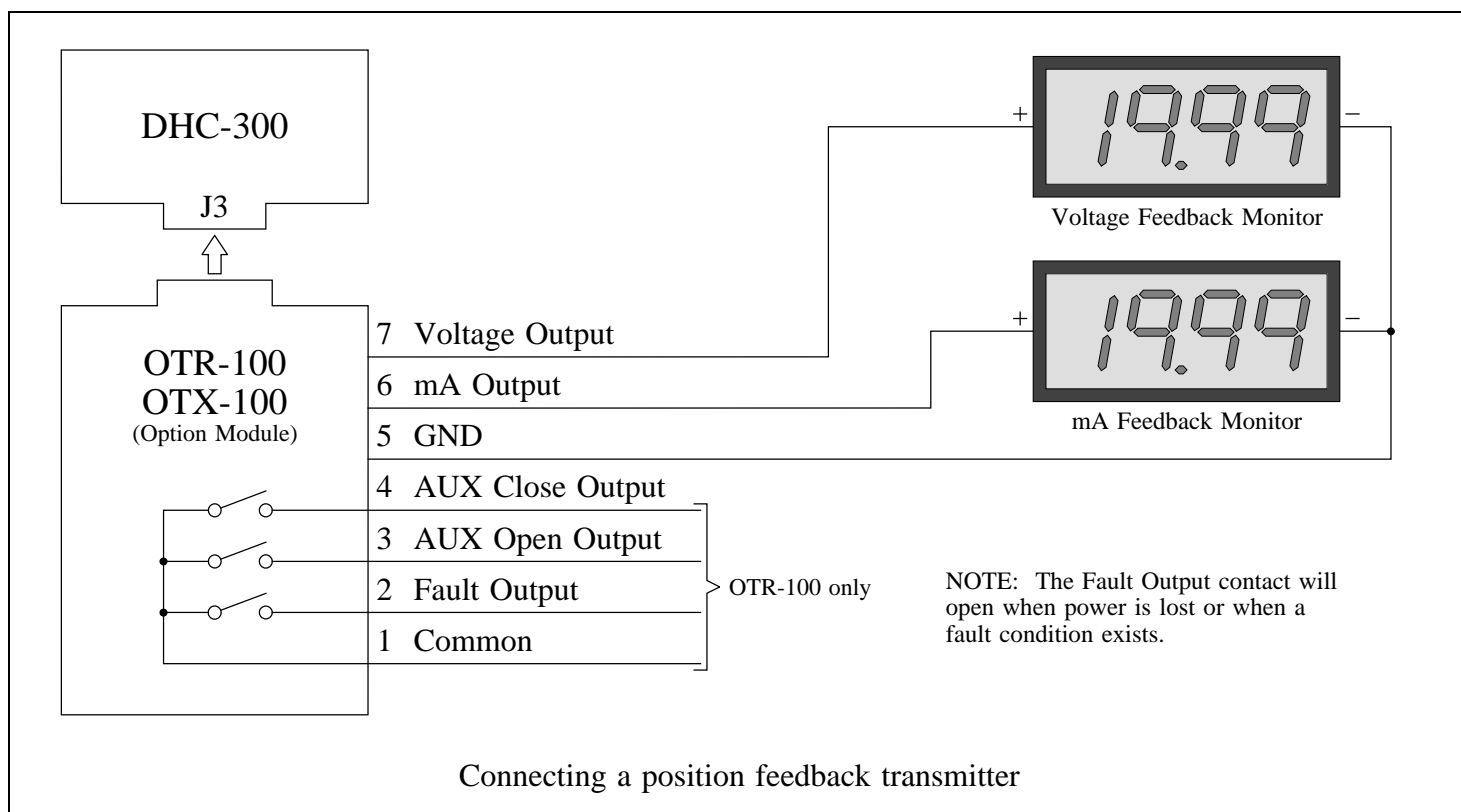 DHC-300
J3
OTR-100
OTX-100
(Option Module)
7 Voltage Output
6 mA Output
5 GND
4 AUX Close Output
3 AUX Open Output
2 Fault Output
1 Common
OTR-100 only
+ 19.99 −
Voltage Feedback Monitor
+ 19.99 −
mA Feedback Monitor
NOTE: The Fault Output contact will
open when power is lost or when a
fault condition exists.
Connecting a position feedback transmitter